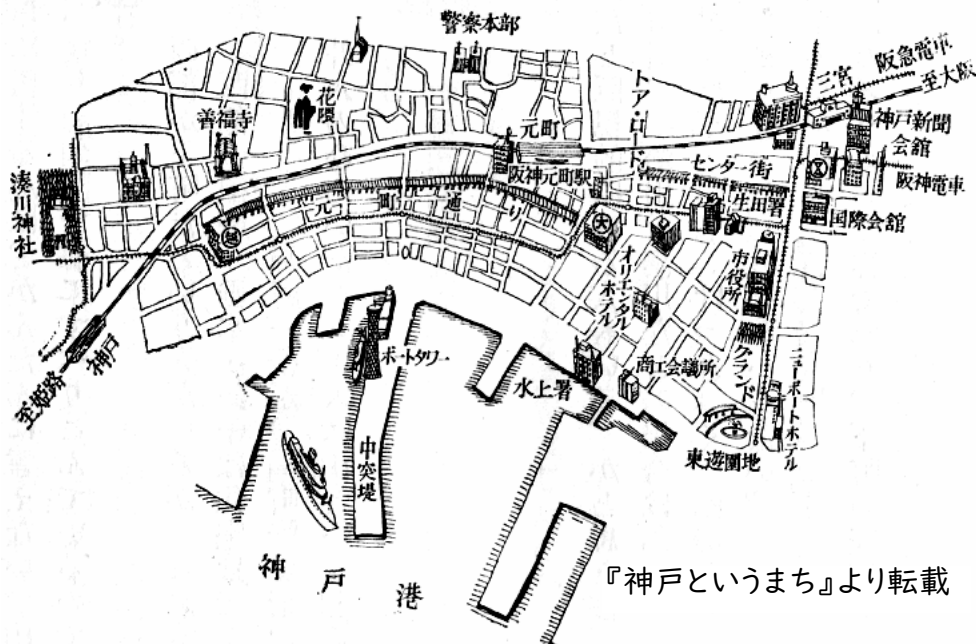 警察本部
花隈
善福寺
湊川神社
元町
阪神元町駅
トア・ロード
三宮
阪急電車
至大阪
神戸新聞
会舘
阪神電車
センター街
生田署
国際会舘
元町通り
オリエンタル
ホテル
市役所
グランド
ニューポートホテル
商工会議所
水上署
東遊園地
ポートタワー
中突堤
神戸
至姫路
神戸港
『神戸というまち』より転載